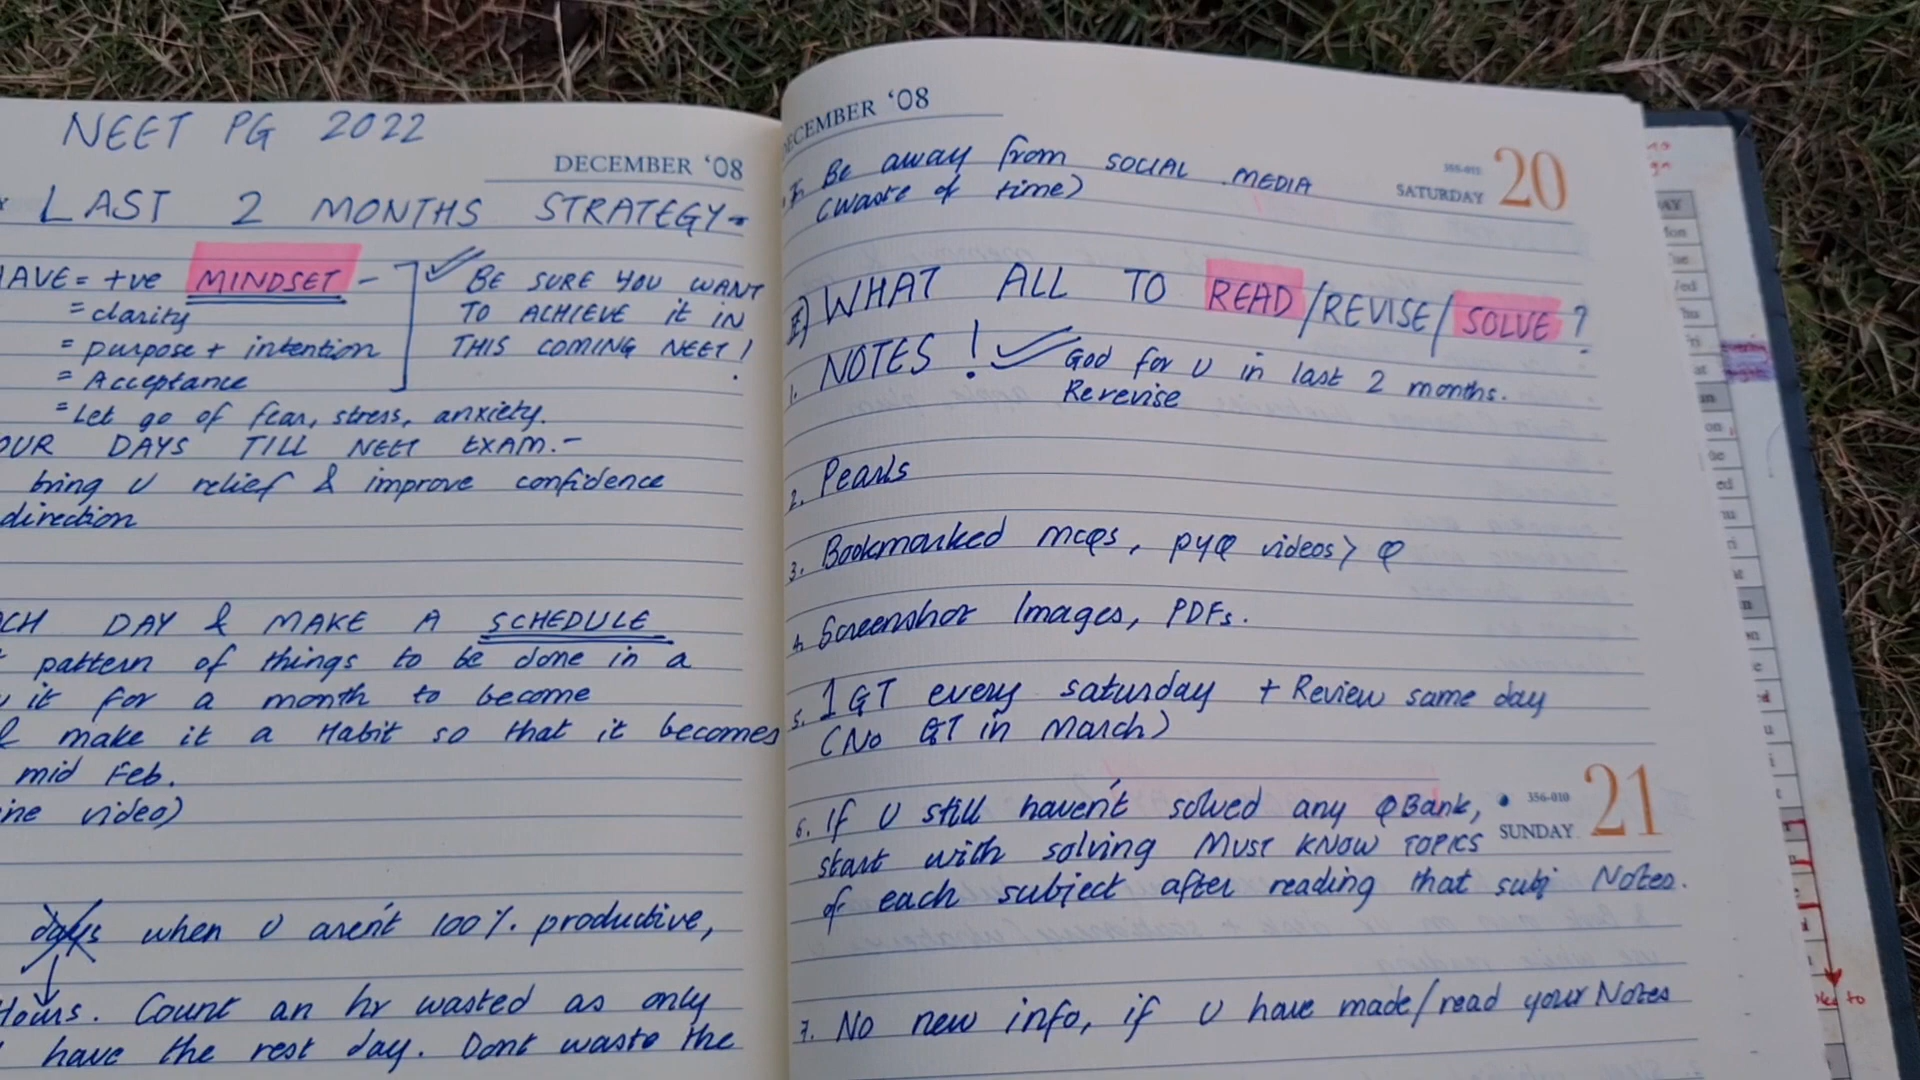 NEET PG 2022
DECEMBER '08
LAST 2 MONTHS STRATEGY-
HAVE = +ve MINDSET -
= clarity
= purpose + intention
= Acceptance
BE SURE YOU WANT
TO ACHIEVE it IN
THIS COMING NEET!
= Let go of fear, stress, anxiety.
OUR DAYS TILL NEET EXAM.-
bring U relief & improve confidence
direction
CH DAY & MAKE A SCHEDULE
pattern of things to be done in a
it for a month to become
& make it a Habit so that it becomes
mid Feb.
ine video)
days when U aren't 100%. productive,
Hours. Count an hr wasted as only
have the rest day. Dont waste the
DECEMBER '08
7. Be away from SOCIAL MEDIA
(waste of time)
355-011
SATURDAY 20
II) WHAT ALL TO READ/REVISE/SOLVE?
1. NOTES! God for U in last 2 months.
Rerevise
2. Pearls
3. Bookmarked mcqs, pyQ videos> Q
4. Screenshot Images, PDFs.
5. 1 GT every saturday + Review same day
(No GT in March)
356-010
SUNDAY 21
6. If U still haven't solved any QBank,
start with solving MUST KNOW TOPICS
of each subject after reading that subj Notes.
7. No new info, if U have made/read your Notes